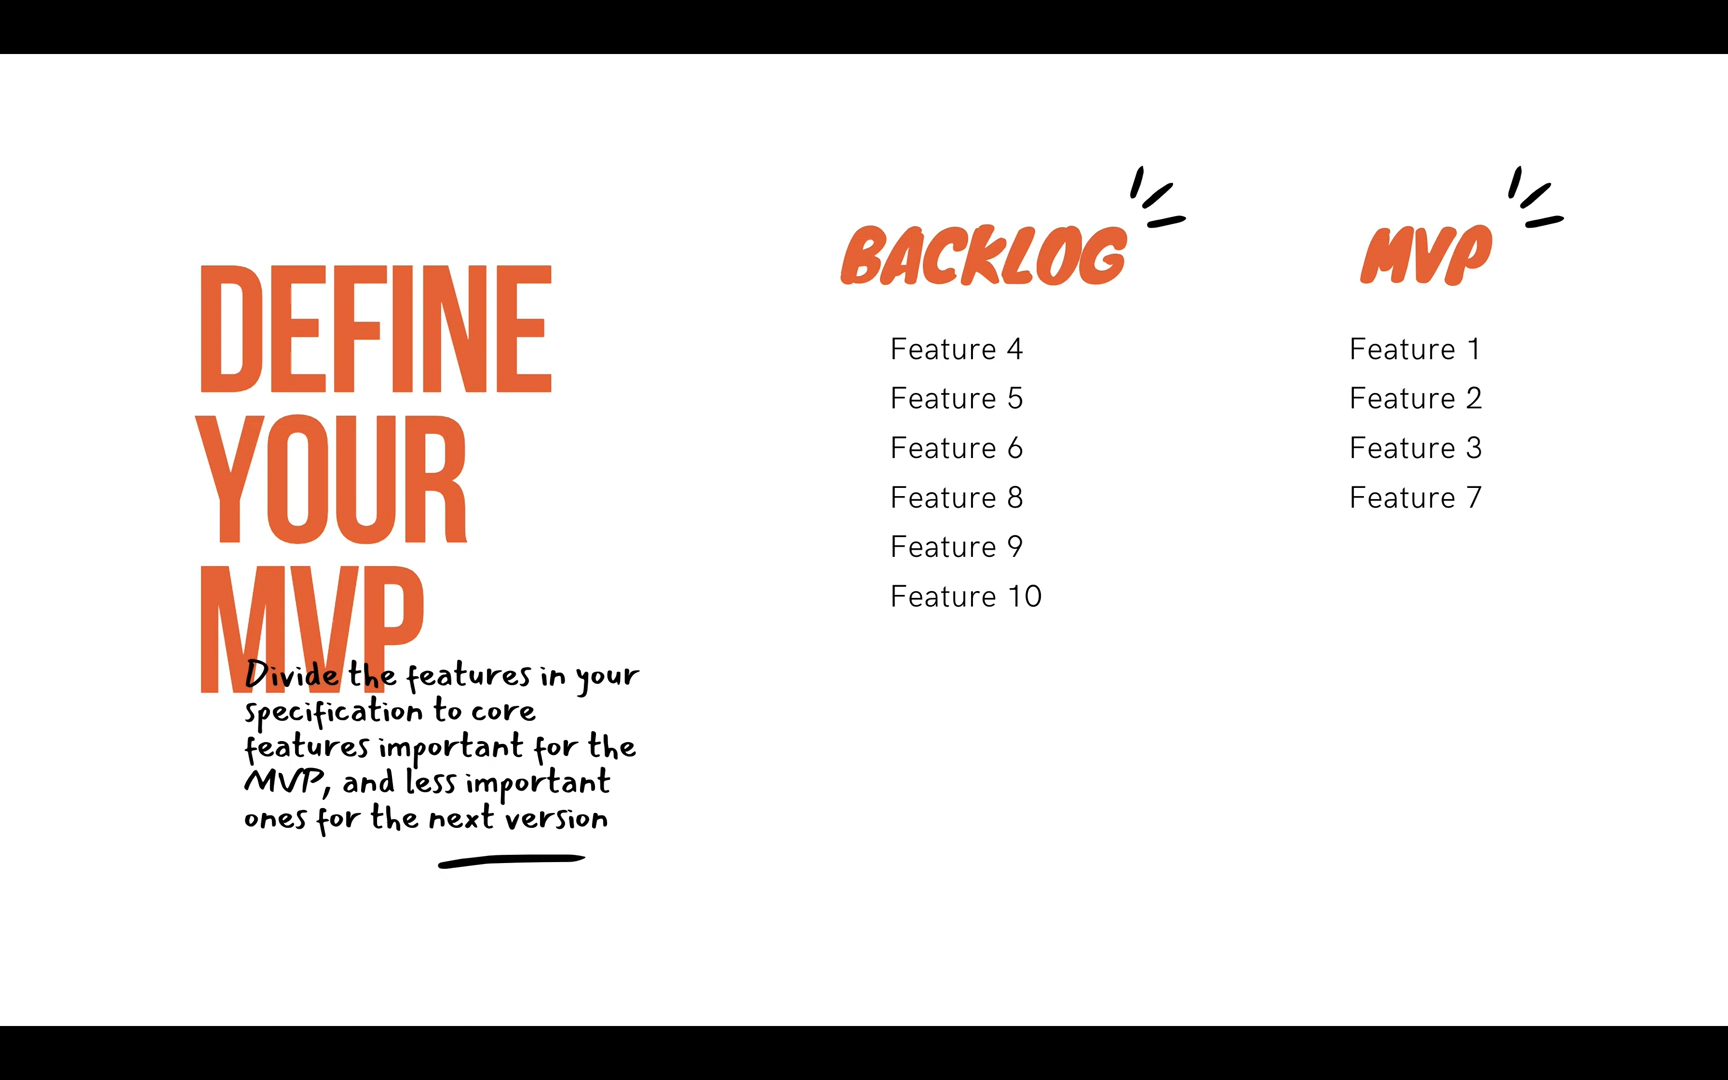 DEFINE
YOUR
MVP
Divide the features in your
specification to core
features important for the
MVP, and less important
ones for the next version
BACKLOG
Feature 4
Feature 5
Feature 6
Feature 8
Feature 9
Feature 10
MVP
Feature 1
Feature 2
Feature 3
Feature 7